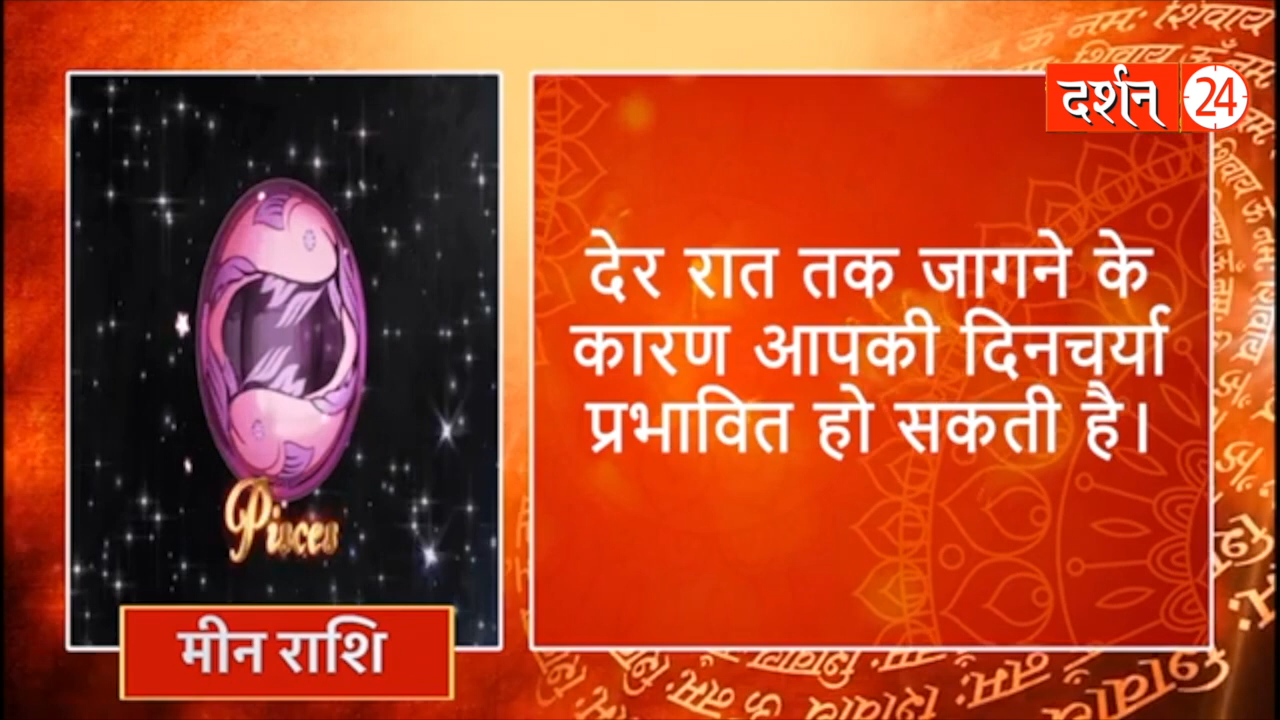 दर्शन 24
देर रात तक जागने के
कारण आपकी दिनचर्या
प्रभावित हो सकती है।
Pisces
मीन राशि